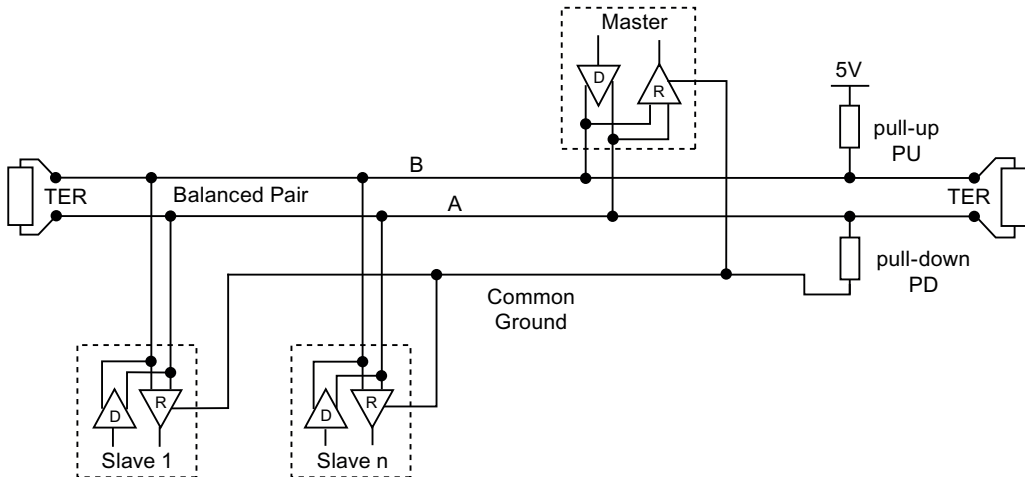 Master
D
R
5V
pull-up
PU
B
TER
Balanced Pair
A
TER
pull-down
PD
Common
Ground
D
R
Slave 1
D
R
Slave n